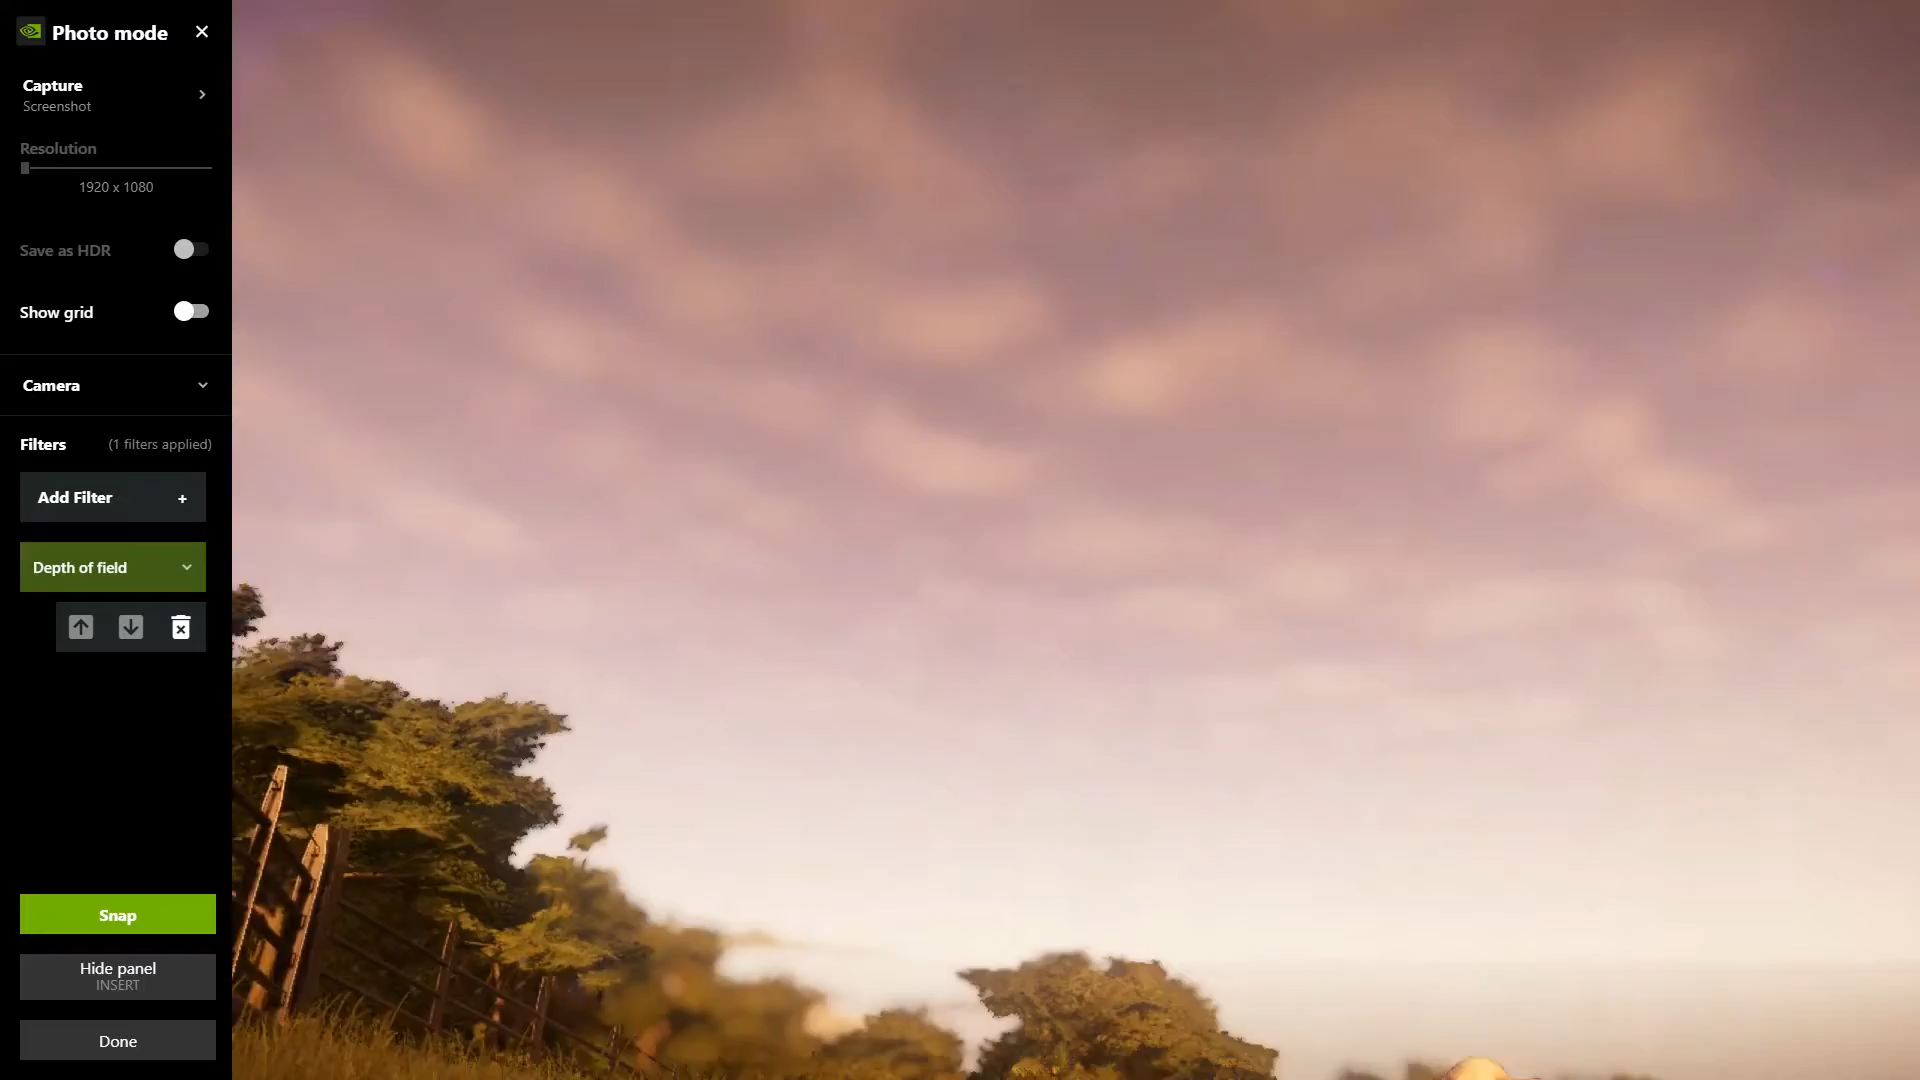 Photo mode
Capture
Screenshot
Resolution
1920 x 1080
Save as HDR
Show grid
Camera
Filters (1 filters applied)
Add Filter +
Depth of field
Snap
Hide panel
INSERT
Done